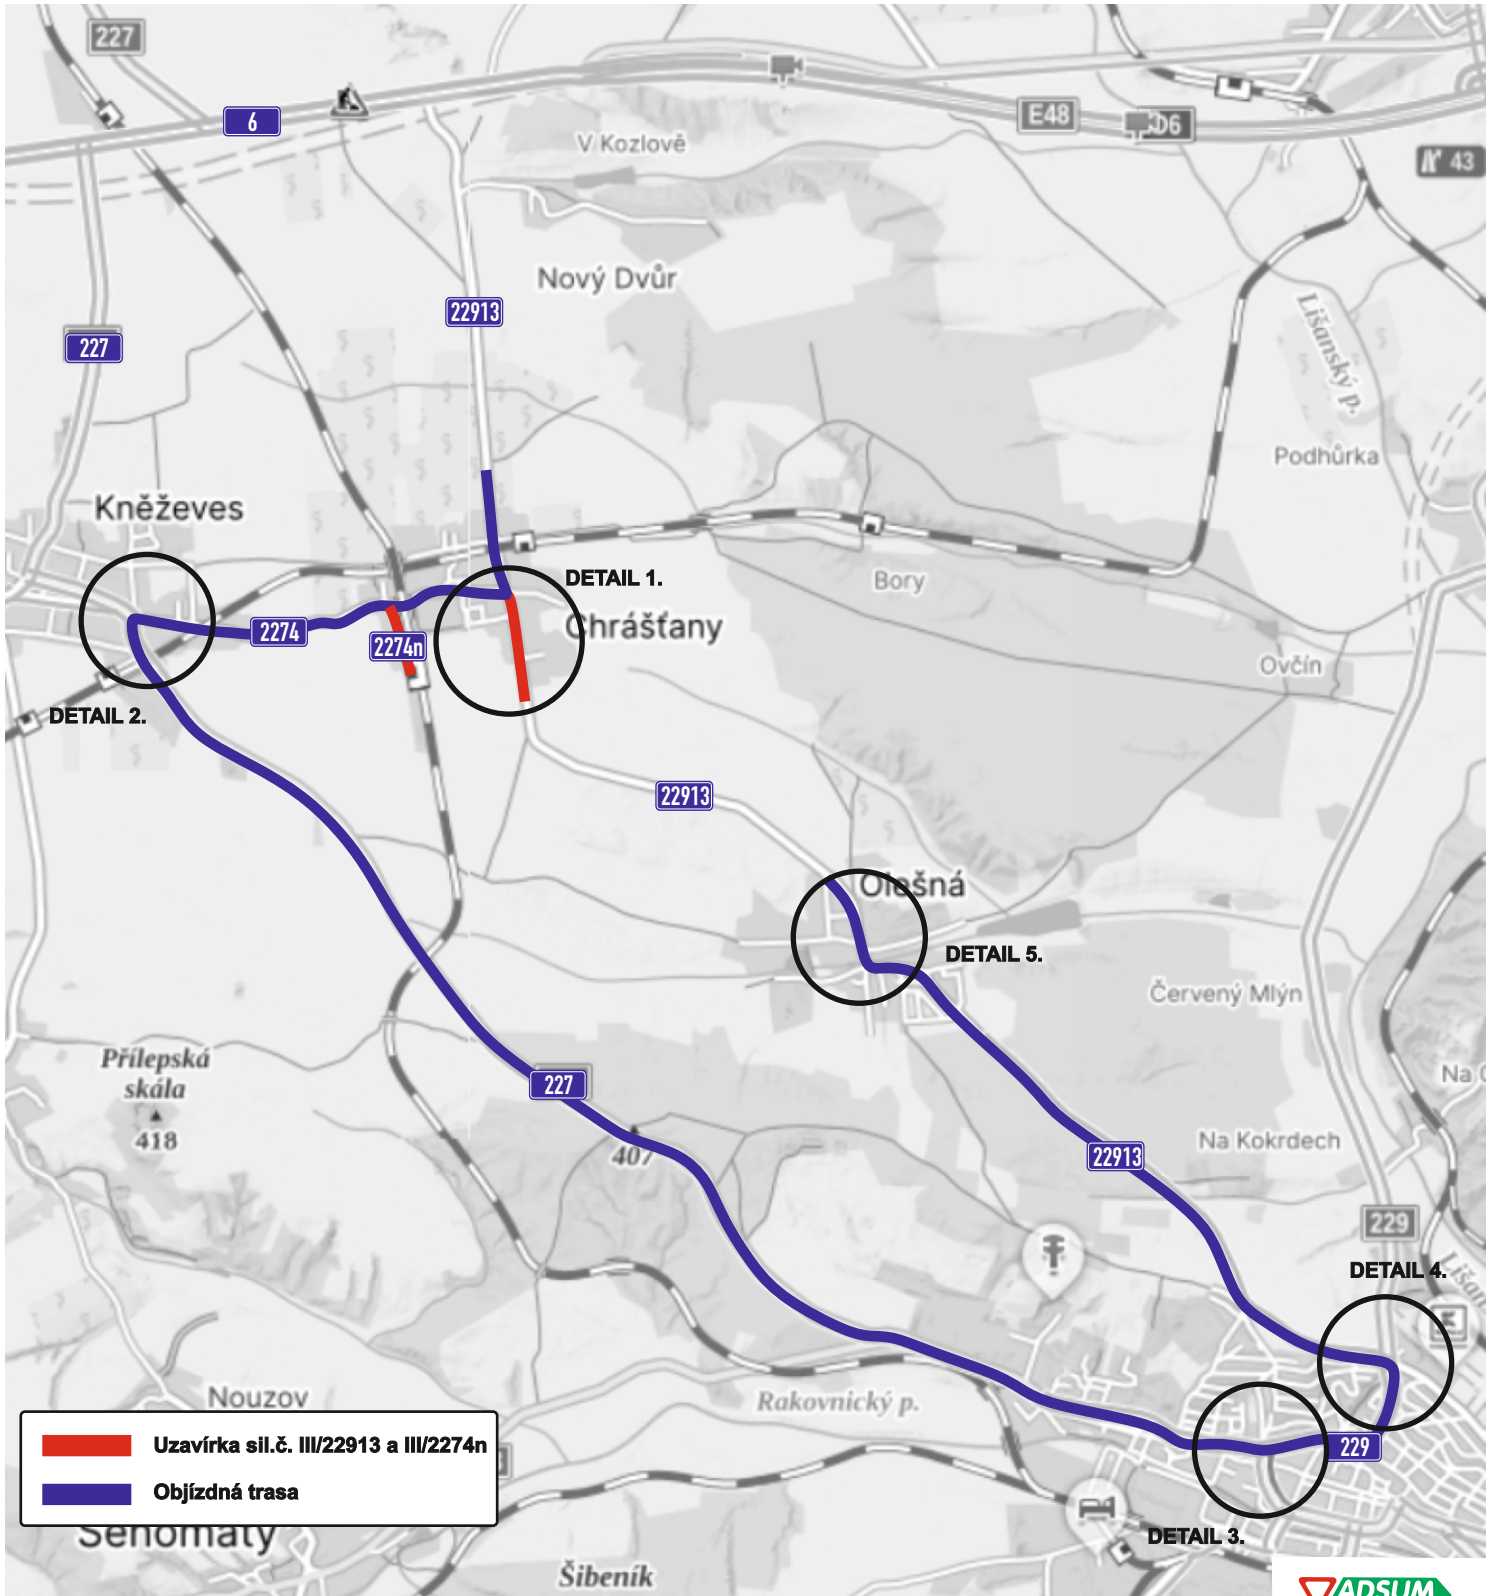 227
6
E48
D6
43
V Kozlově
Nový Dvůr
22913
227
Lišanský p.
Podhůrka
Kněževes
DETAIL 1.
Bory
Chrášťany
2274
2274n
Ovčín
DETAIL 2.
22913
Olešná
DETAIL 5.
Červený Mlýn
Přílepská
skála
418
227
407
Na Kokrdech
22913
229
DETAIL 4.
Nouzov
Rakovnický p.
Uzavírka sil.č. III/22913 a III/2274n
229
Objízdná trasa
Senomaty
DETAIL 3.
Šibeník
ADSUM